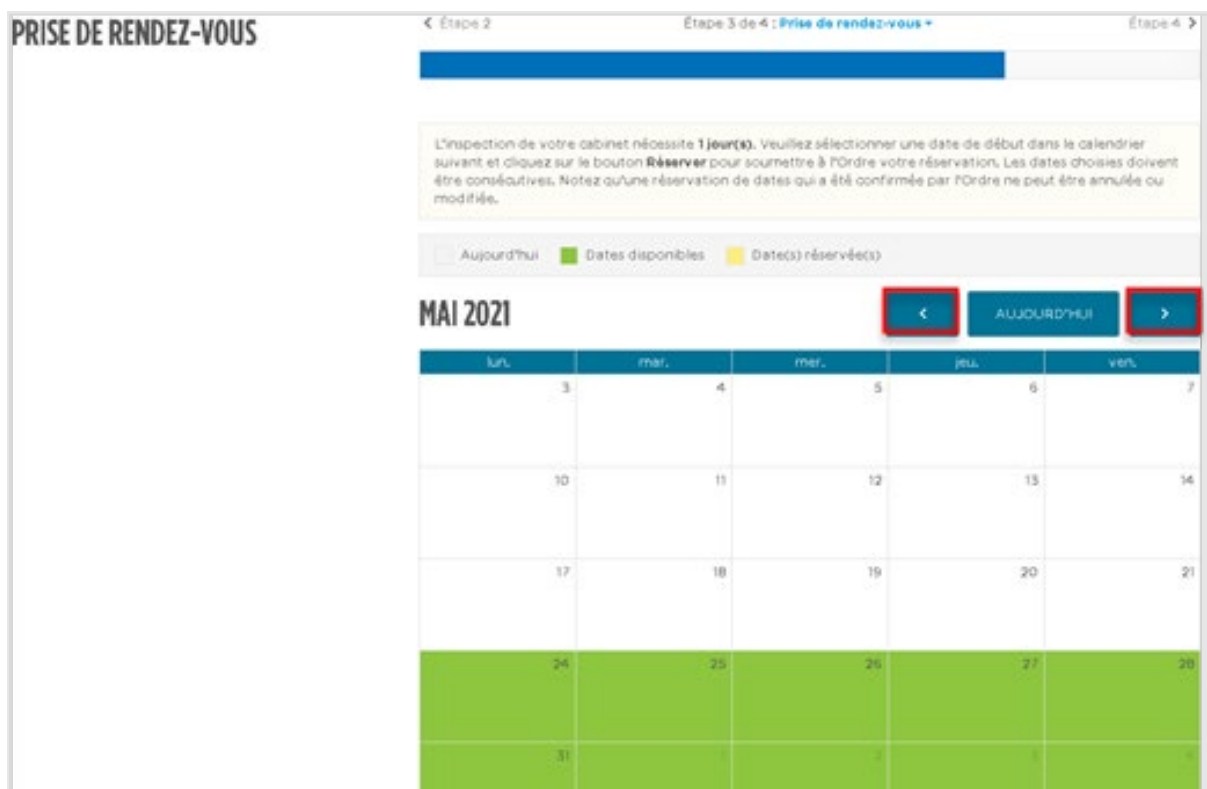 PRISE DE RENDEZ-VOUS
Étape 2
Étape 3 de 4 : Prise de rendez-vous
Étape 4
L'inspection de votre cabinet nécessite 1 jour(s). Veuillez sélectionner une date de début dans le calendrier
suivant et cliquez sur le bouton Réserver pour soumettre à l'Ordre votre réservation. Les dates choisies doivent
être consécutives. Notez qu'une réservation de dates qui a été confirmée par l'Ordre ne peut être annulée ou
modifiée.
Aujourd'hui Dates disponibles Date(s) réservée(s)
MAI 2021
AUJOURD'HUI
lun. mar. mer. jeu. ven.
3 4 5 6 7
10 11 12 13 14
17 18 19 20 21
24 25 26 27 28
31 1 2 3 4